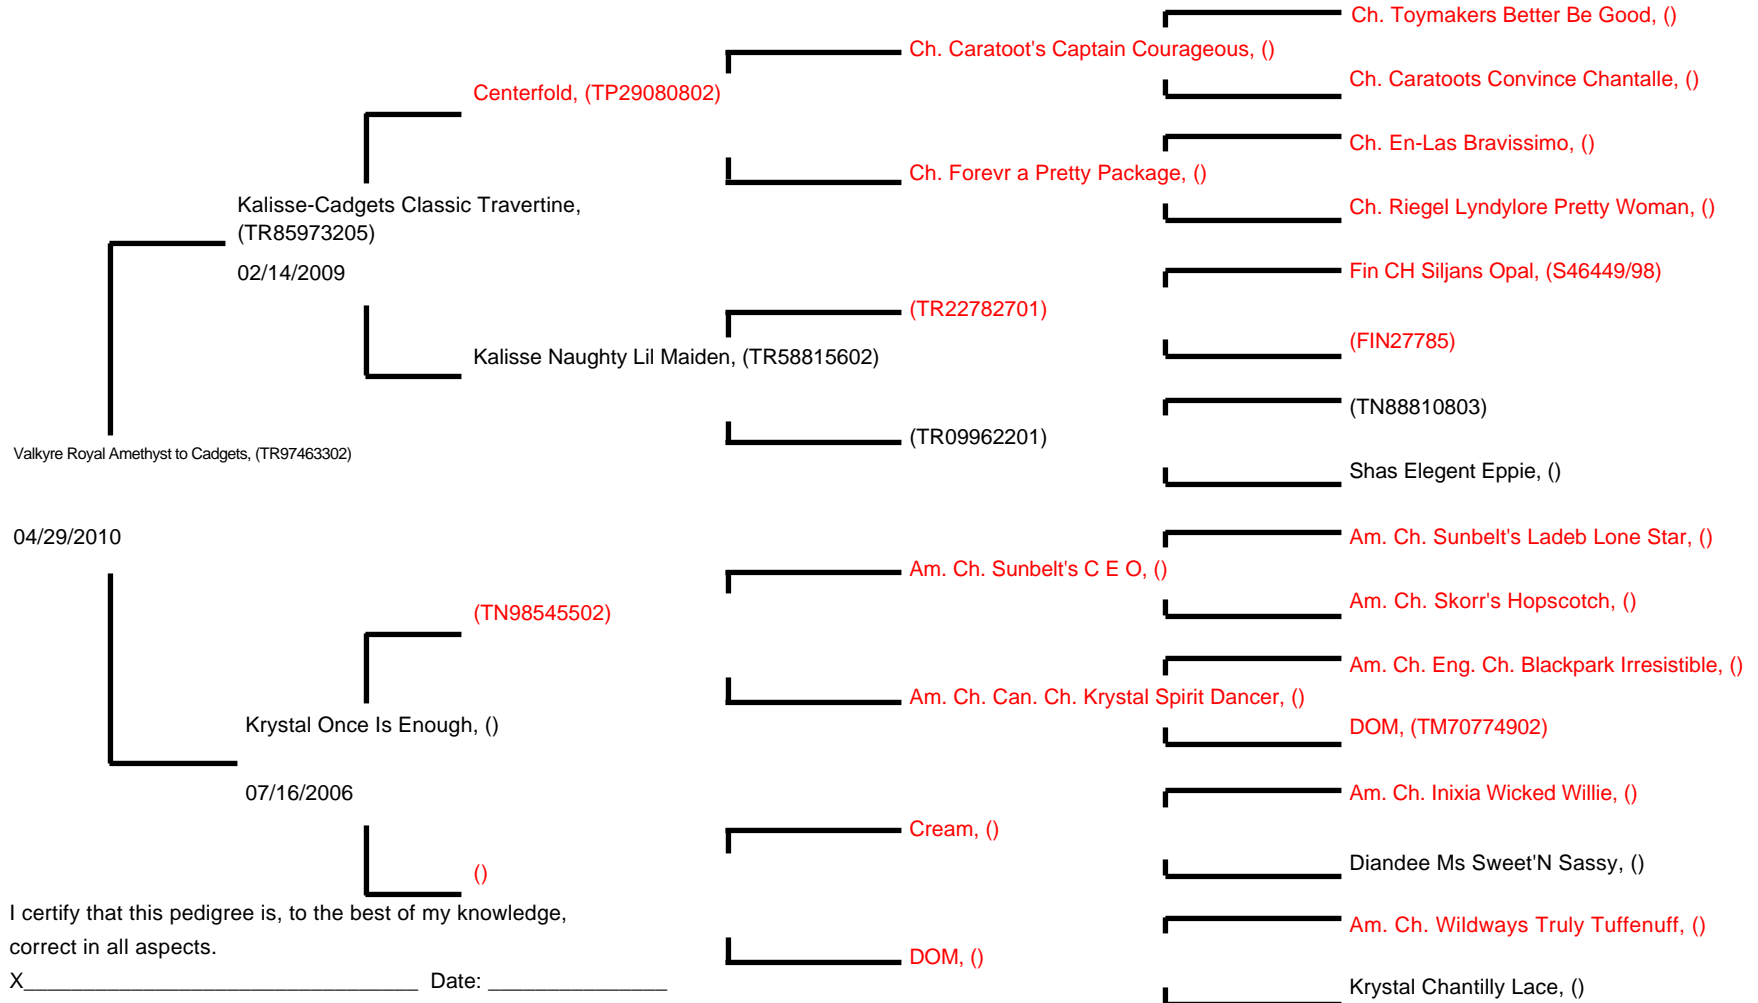 Ch. Toymakers Better Be Good, ()
Ch. Caratoot's Captain Courageous, ()
Ch. Caratoots Convince Chantalle, ()
Centerfold, (TP29080802)
Ch. En-Las Bravissimo, ()
Ch. Forevr a Pretty Package, ()
Ch. Riegel Lyndylore Pretty Woman, ()
Kalisse-Cadgets Classic Travertine,
(TR85973205)
02/14/2009
Fin CH Siljans Opal, (S46449/98)
(TR22782701)
(FIN27785)
Kalisse Naughty Lil Maiden, (TR58815602)
(TN88810803)
(TR09962201)
Shas Elegent Eppie, ()
Valkyre Royal Amethyst to Cadgets, (TR97463302)
04/29/2010
Am. Ch. Sunbelt's Ladeb Lone Star, ()
Am. Ch. Sunbelt's C E O, ()
Am. Ch. Skorr's Hopscotch, ()
(TN98545502)
Am. Ch. Eng. Ch. Blackpark Irresistible, ()
Am. Ch. Can. Ch. Krystal Spirit Dancer, ()
DOM, (TM70774902)
Krystal Once Is Enough, ()
07/16/2006
Am. Ch. Inixia Wicked Willie, ()
Cream, ()
Diandee Ms Sweet'N Sassy, ()
()
Am. Ch. Wildways Truly Tuffenuff, ()
DOM, ()
Krystal Chantilly Lace, ()
I certify that this pedigree is, to the best of my knowledge,
correct in all aspects.
X_________________________________ Date: _______________